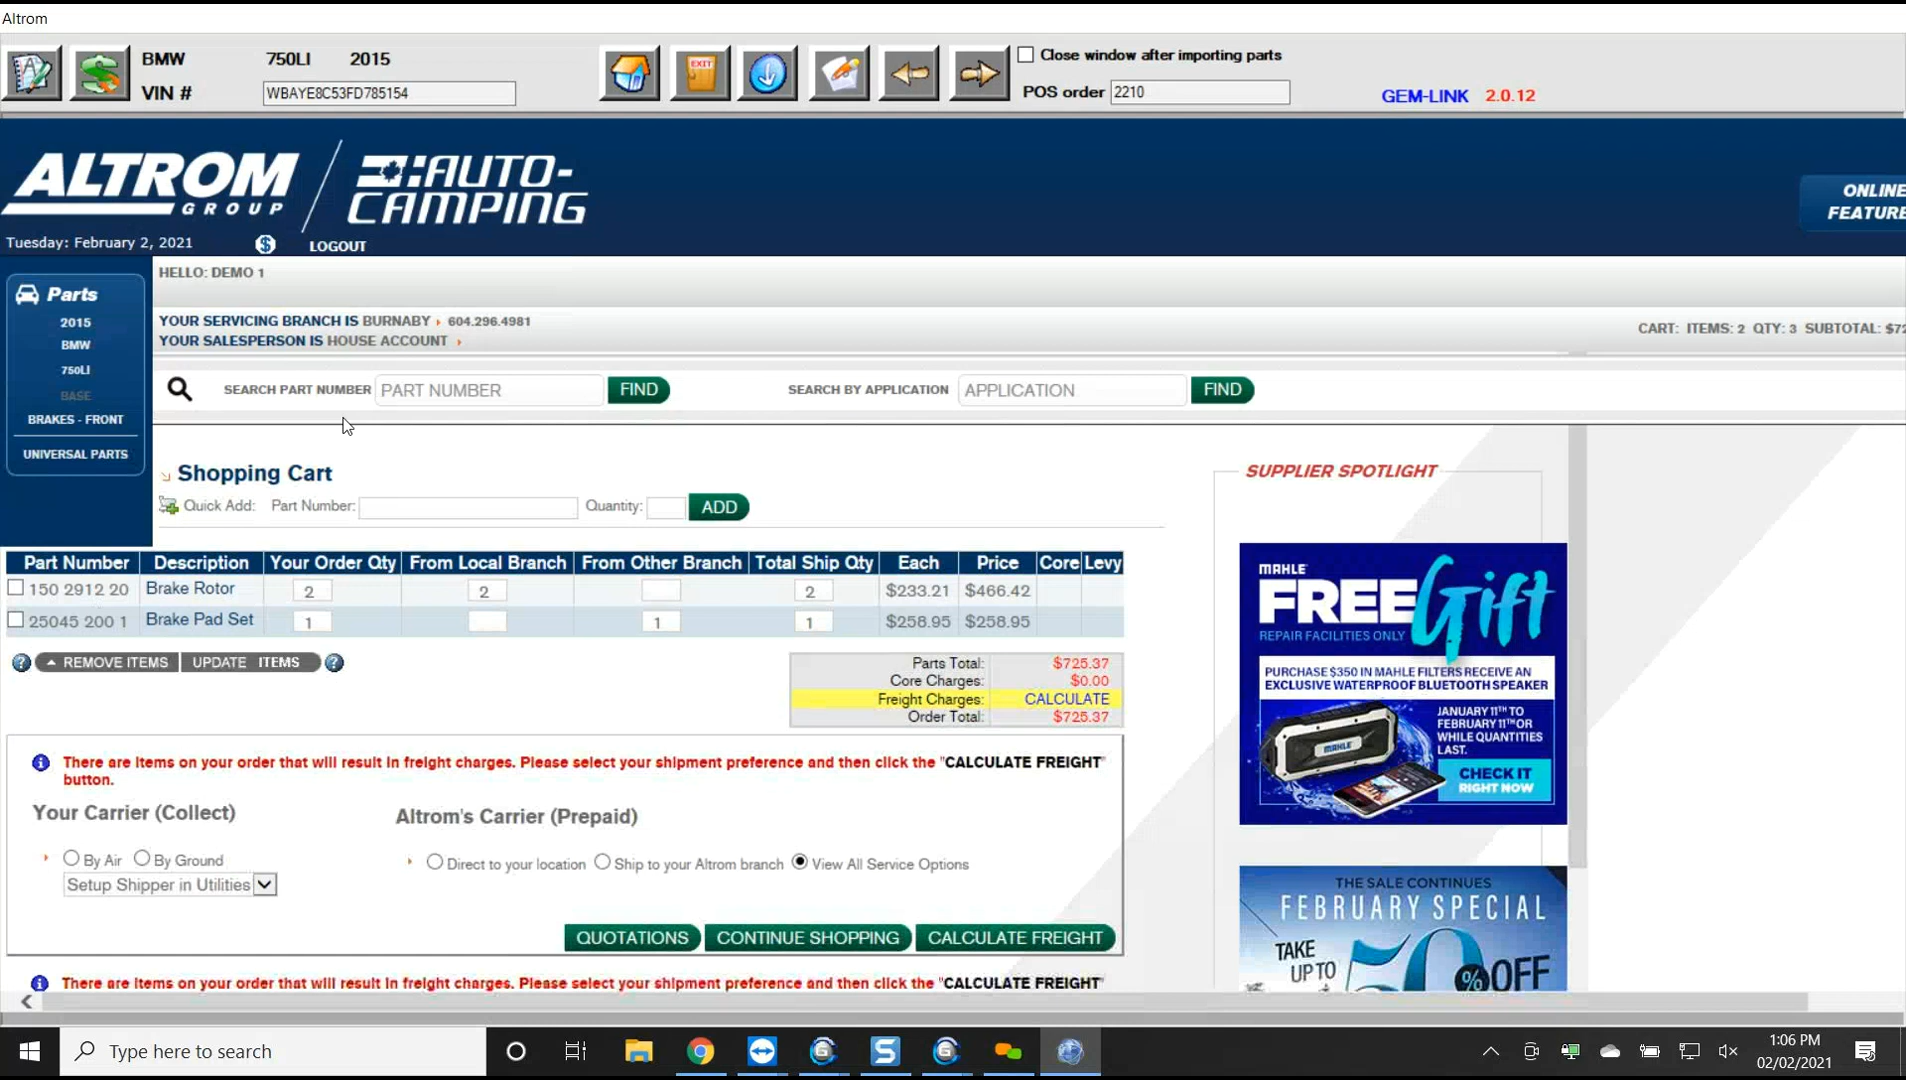 Altrom
BMW 750LI 2015
Close window after importing parts
VIN # WBAYE8C53FD785154
EXIT
POS order 2210
GEM-LINK 2.0.12
ALTROM GROUP
AUTO-CAMPING
ONLINE
FEATURE
Tuesday: February 2, 2021
LOGOUT
HELLO: DEMO 1
Parts
2015
BMW
750LI
BASE
BRAKES - FRONT
UNIVERSAL PARTS
YOUR SERVICING BRANCH IS BURNABY 604.296.4981
YOUR SALESPERSON IS HOUSE ACCOUNT
CART: ITEMS: 2 QTY: 3 SUBTOTAL: $72
SEARCH PART NUMBER PART NUMBER FIND SEARCH BY APPLICATION APPLICATION FIND
Shopping Cart
Quick Add: Part Number: Quantity: ADD
Part Number Description Your Order Qty From Local Branch From Other Branch Total Ship Qty Each Price Core Levy
150 2912 20 Brake Rotor 2 2 2 $233.21 $466.42
25045 200 1 Brake Pad Set 1 1 1 $258.95 $258.95
? REMOVE ITEMS UPDATE ITEMS ?
Parts Total: $725.37
Core Charges: $0.00
Freight Charges: CALCULATE
Order Total: $725.37
There are items on your order that will result in freight charges. Please select your shipment preference and then click the "CALCULATE FREIGHT"
button.
Your Carrier (Collect)
Altrom's Carrier (Prepaid)
By Air By Ground
Setup Shipper in Utilities
Direct to your location Ship to your Altrom branch View All Service Options
QUOTATIONS CONTINUE SHOPPING CALCULATE FREIGHT
There are items on your order that will result in freight charges. Please select your shipment preference and then click the "CALCULATE FREIGHT"
SUPPLIER SPOTLIGHT
MAHLE
FREE Gift
REPAIR FACILITIES ONLY
PURCHASE $350 IN MAHLE FILTERS RECEIVE AN
EXCLUSIVE WATERPROOF BLUETOOTH SPEAKER
JANUARY 11TH TO
FEBRUARY 11TH OR
WHILE QUANTITIES
LAST.
MAHLE
CHECK IT
RIGHT NOW
THE SALE CONTINUES
FEBRUARY SPECIAL
TAKE
UP TO
50% OFF
Type here to search
1:06 PM
02/02/2021